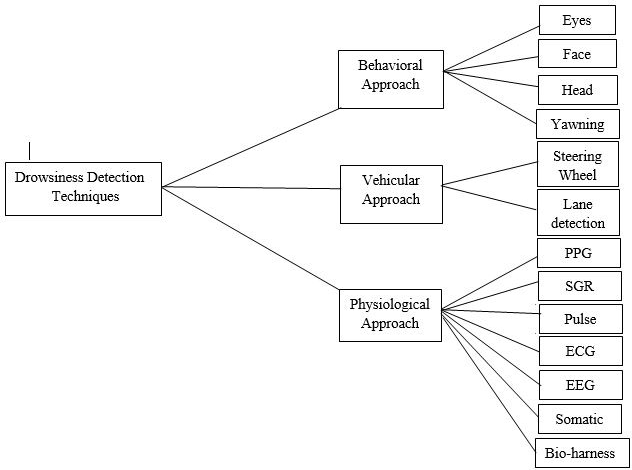 Drowsiness Detection
Techniques
Behavioral
Approach
Eyes
Face
Head
Yawning
Vehicular
Approach
Steering
Wheel
Lane
detection
Physiological
Approach
PPG
SGR
Pulse
ECG
EEG
Somatic
Bio-harness